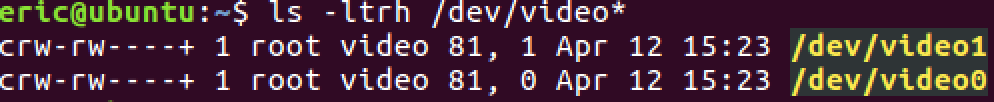 eric@ubuntu:~$ ls -ltrh /dev/video*
crw-rw----+ 1 root video 81, 1 Apr 12 15:23 /dev/video1
crw-rw----+ 1 root video 81, 0 Apr 12 15:23 /dev/video0